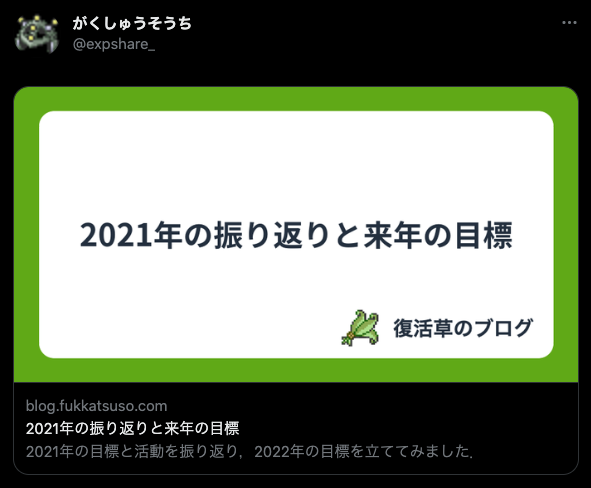 がくしゅうそうち
@expshare_
2021年の振り返りと来年の目標
復活草のブログ
blog.fukkatsuso.com
2021年の振り返りと来年の目標
2021年の目標と活動を振り返り，2022年の目標を立ててみました．